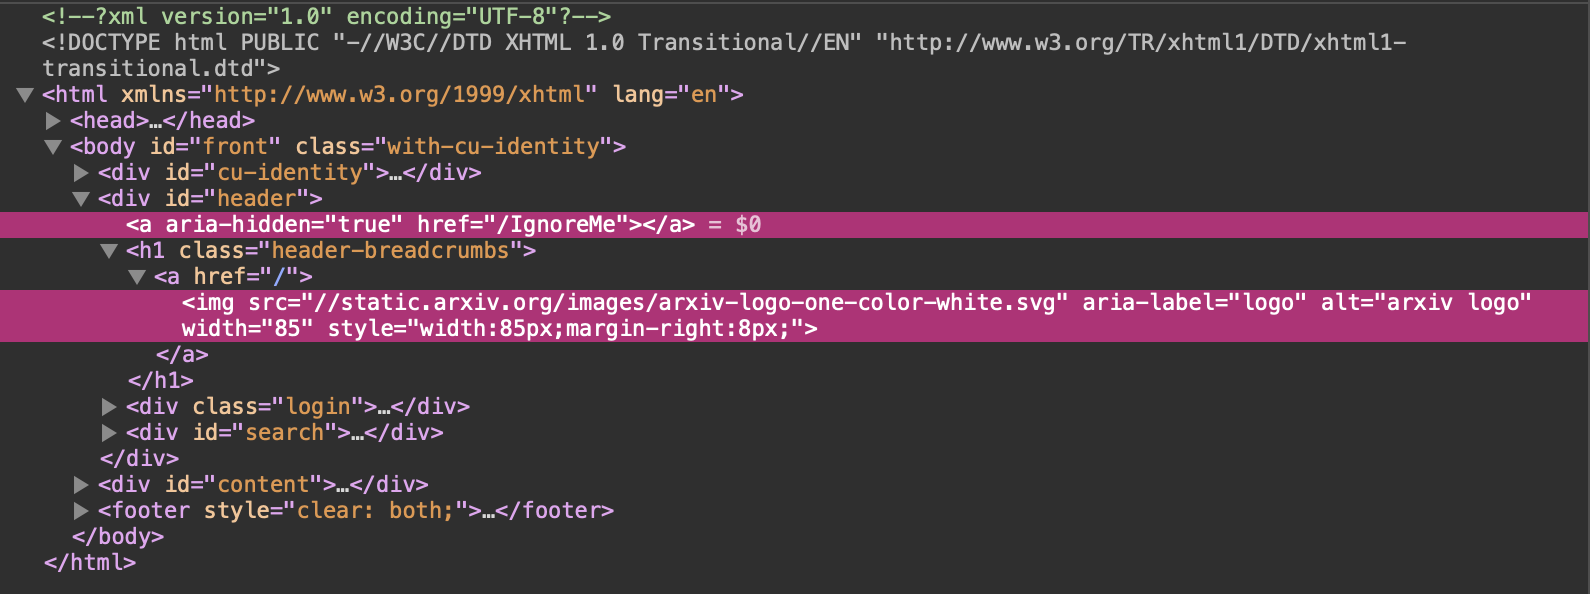 <!--?xml version="1.0" encoding="UTF-8"?-->
<!DOCTYPE html PUBLIC "-//W3C//DTD XHTML 1.0 Transitional//EN" "http://www.w3.org/TR/xhtml1/DTD/xhtml1-
transitional.dtd">
<html xmlns="http://www.w3.org/1999/xhtml" lang="en">
<head>…</head>
<body id="front" class="with-cu-identity">
<div id="cu-identity">…</div>
<div id="header">
<a aria-hidden="true" href="/IgnoreMe"></a> = $0
<h1 class="header-breadcrumbs">
<a href="/">
<img src="//static.arxiv.org/images/arxiv-logo-one-color-white.svg" aria-label="logo" alt="arxiv logo"
width="85" style="width:85px;margin-right:8px;">
</a>
</h1>
<div class="login">…</div>
<div id="search">…</div>
</div>
<div id="content">…</div>
<footer style="clear: both;">…</footer>
</body>
</html>